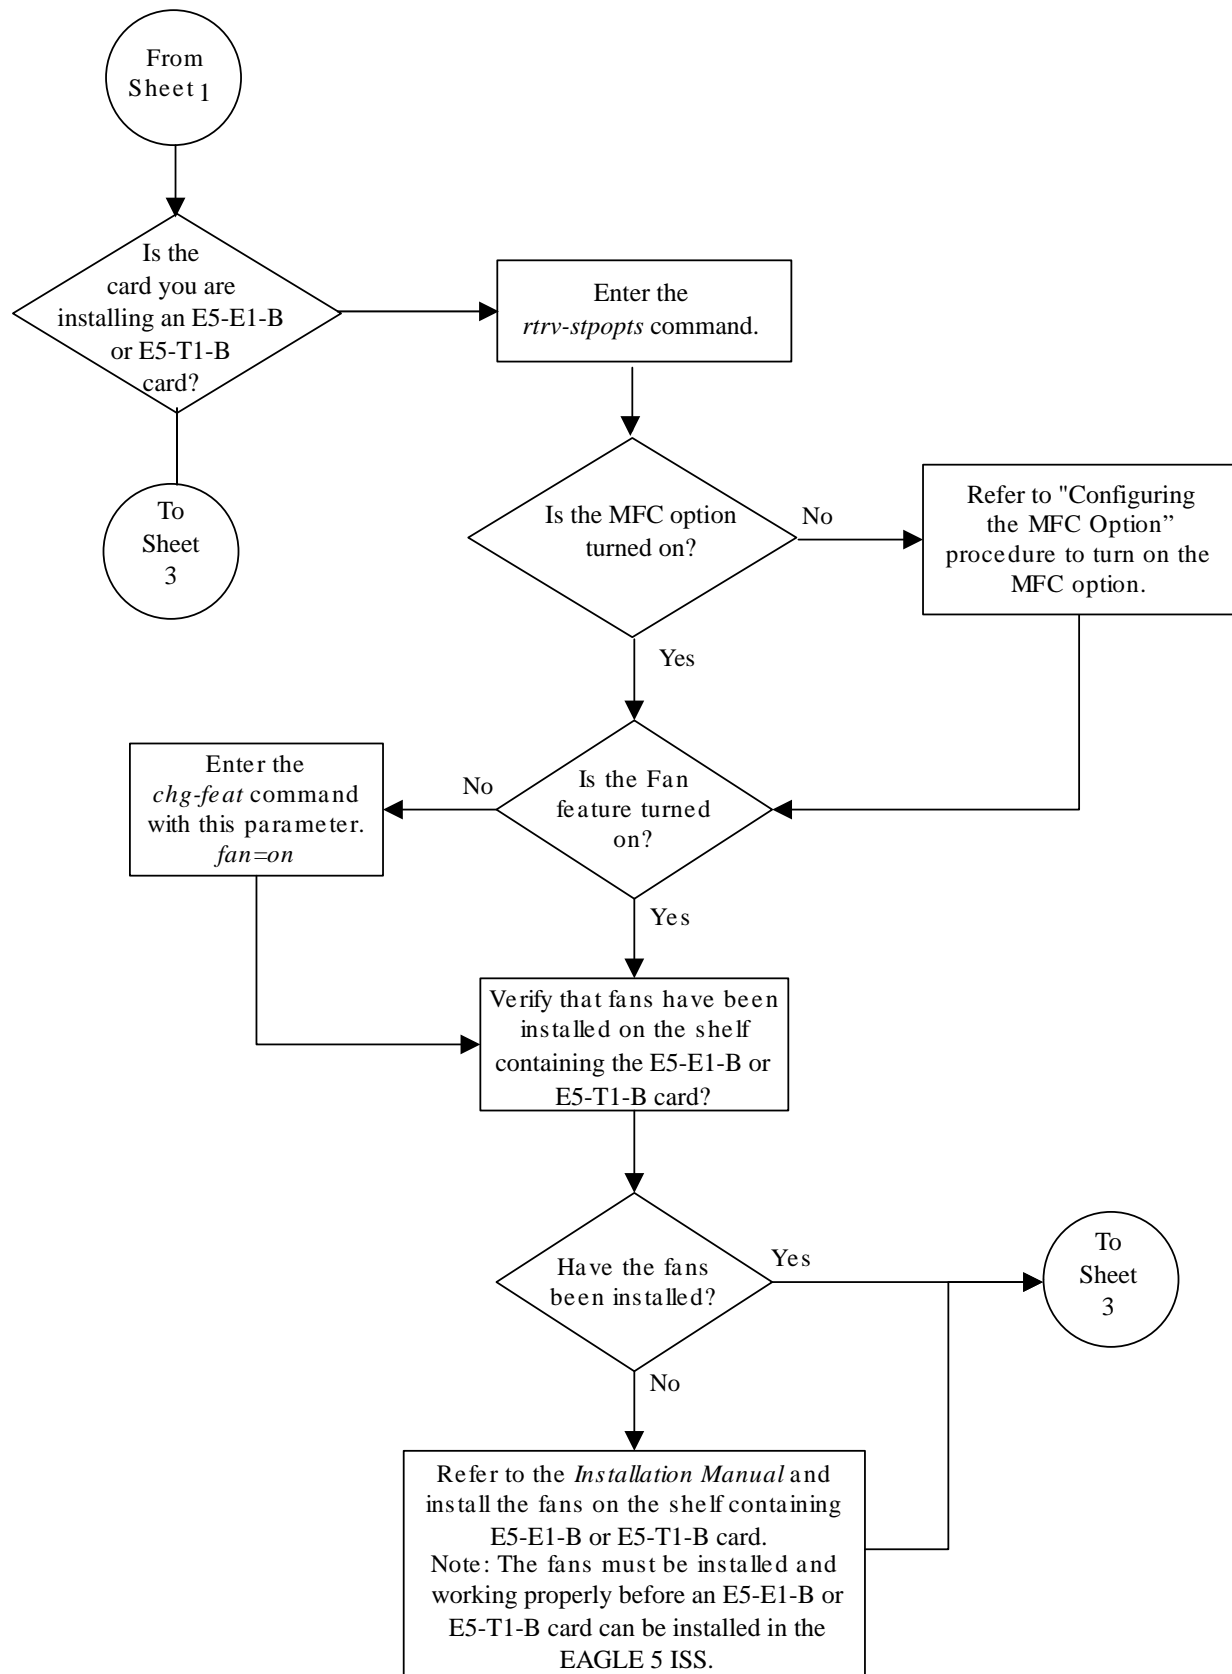 From
Sheet 1
Is the
card you are
installing an E5-E1-B
or E5-T1-B
card?
Enter the
rtrv-stpopts command.
To
Sheet
3
Is the MFC option
turned on?
No
Refer to "Configuring
the MFC Option”
procedure to turn on the
MFC option.
Yes
Enter the
chg-feat command
with this parameter.
fan=on
No
Is the Fan
feature turned
on?
Yes
Verify that fans have been
installed on the shelf
containing the E5-E1-B or
E5-T1-B card?
Have the fans
been installed?
Yes
To
Sheet
3
No
Refer to the Installation Manual and
install the fans on the shelf containing
E5-E1-B or E5-T1-B card.
Note: The fans must be installed and
working properly before an E5-E1-B or
E5-T1-B card can be installed in the
EAGLE 5 ISS.